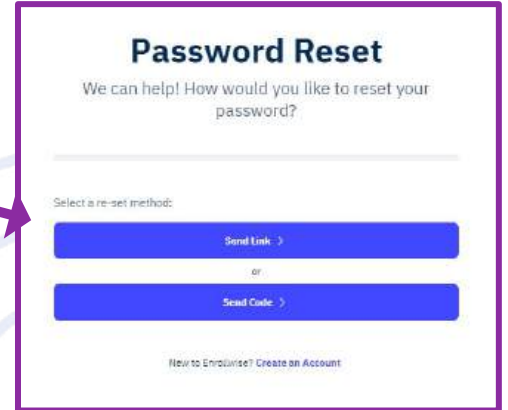 Password Reset
We can help! How would you like to reset your
password?
Select a re-set method:
Send Link >
or
Send Code >
New to Enrollwise? Create an Account